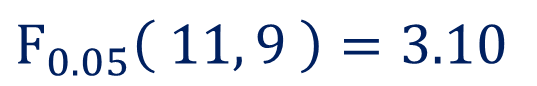 F₀.₀₅( 11, 9 ) = 3.10